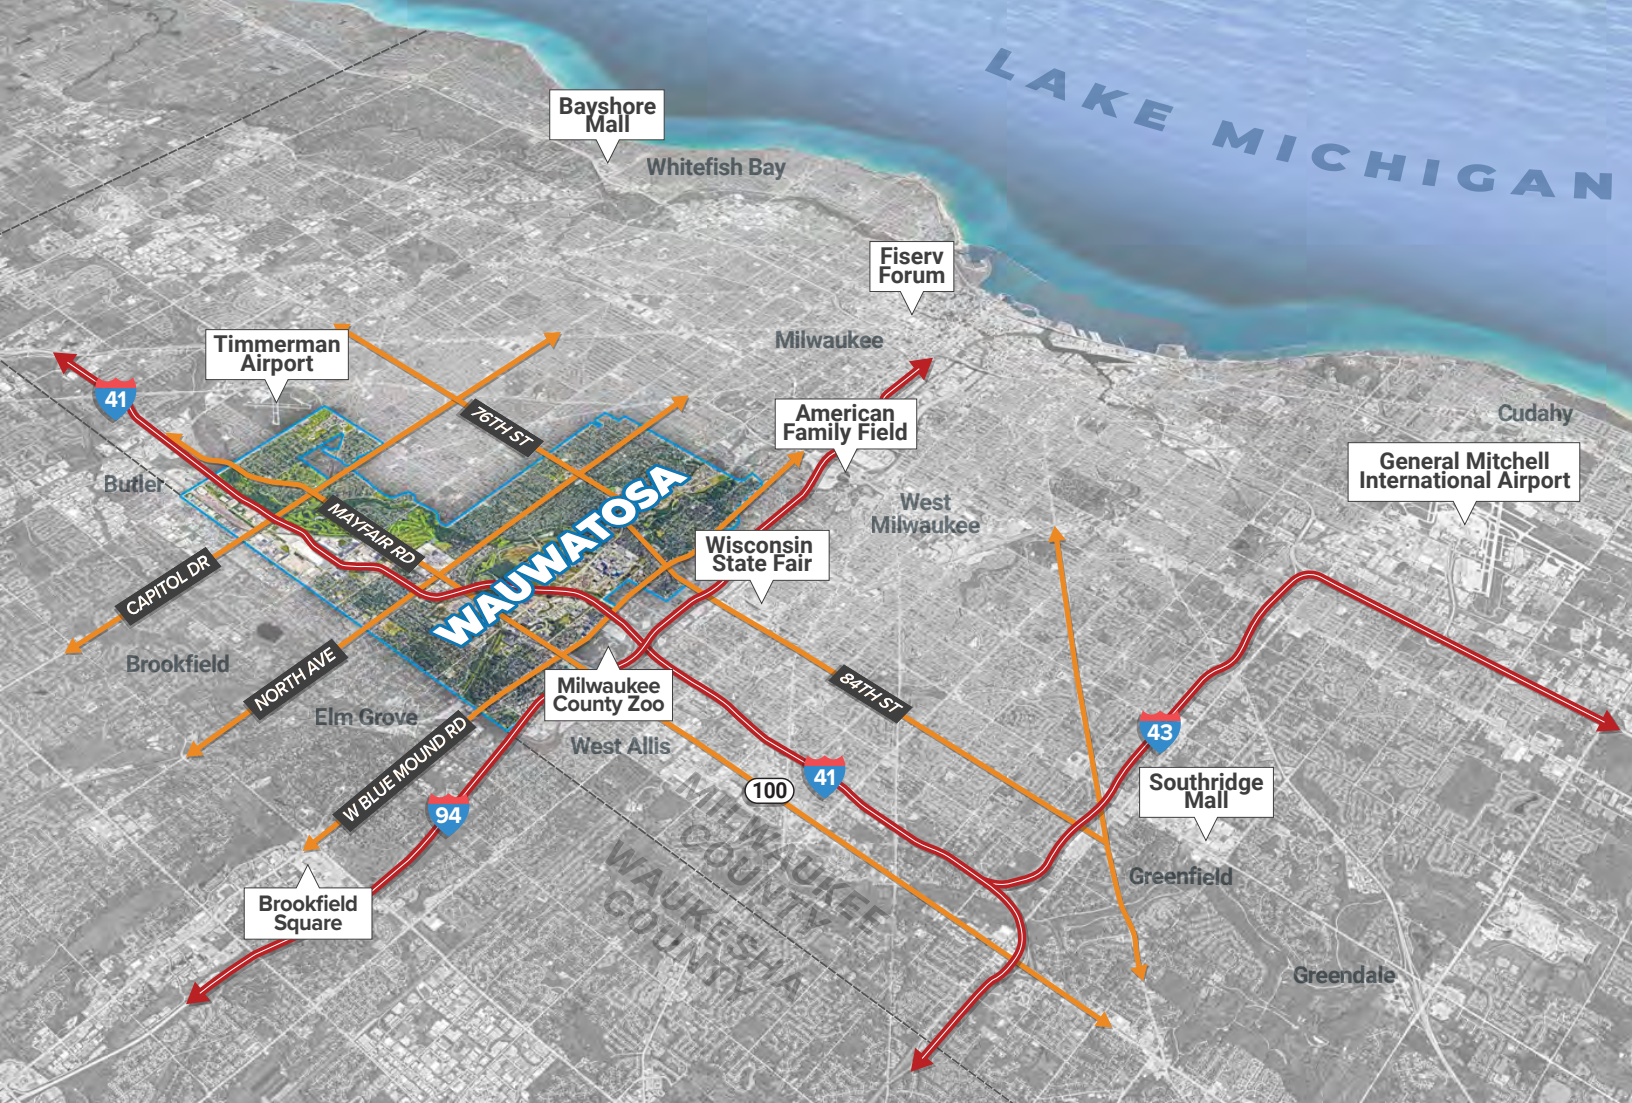 LAKE MICHIGAN
Bayshore
Mall
Whitefish Bay
Fiserv
Forum
Milwaukee
Timmerman
Airport
41
76TH ST
American
Family Field
Cudahy
General Mitchell
International Airport
Butler
West
Milwaukee
MAYFAIR RD
WAUWATOSA
Wisconsin
State Fair
CAPITOL DR
Brookfield
NORTH AVE
Elm Grove
Milwaukee
County Zoo
84TH ST
West Allis
W BLUE MOUND RD
43
41
100
94
Southridge
Mall
MILWAUKEE
COUNTY
WAUKESHA
COUNTY
Greenfield
Brookfield
Square
Greendale